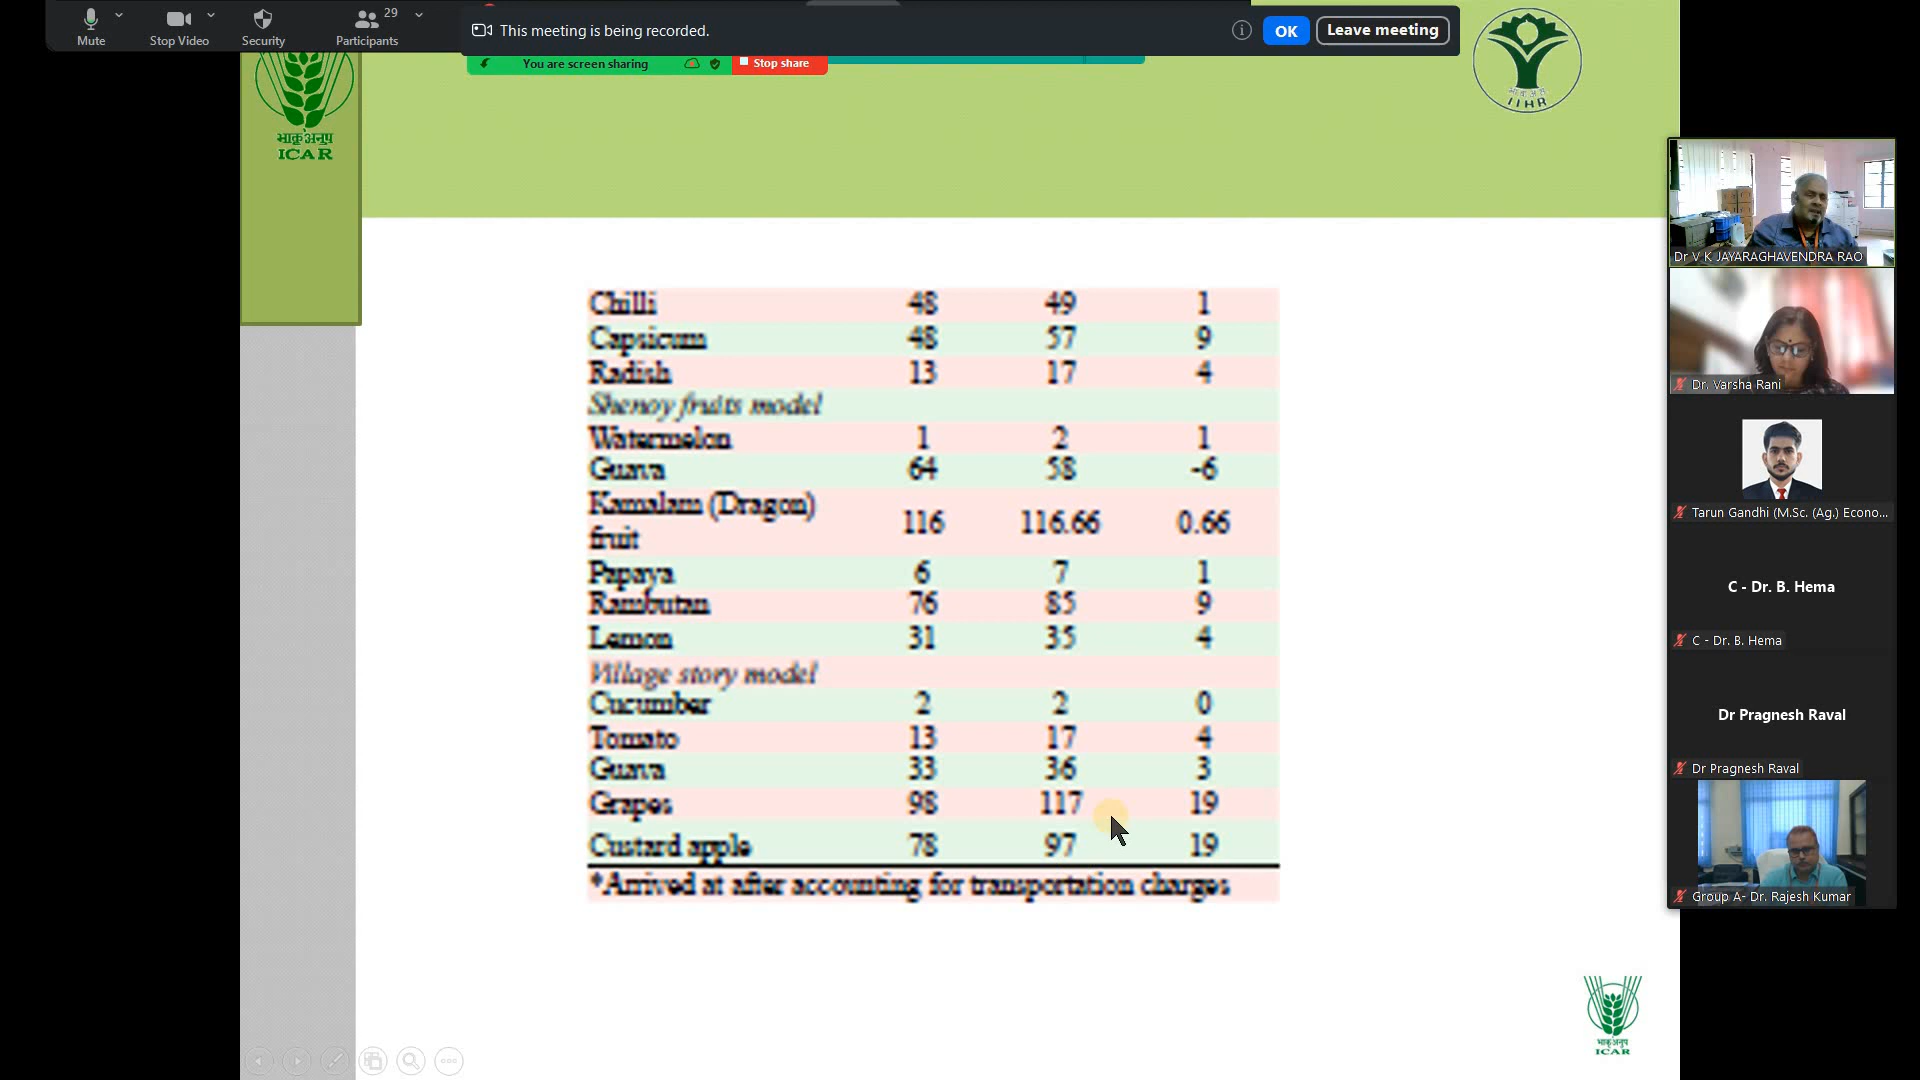 Mute
Stop Video
Security
29
Participants
This meeting is being recorded.
OK
Leave meeting
You are screen sharing
Stop share
भाकृअनुप
ICAR
IIHR
Chilli 48 49 1
Capsicum 48 57 9
Radish 13 17 4
Shenoy fruits model
Watermelon 1 2 1
Guava 64 58 -6
Kamalam (Dragon)
fruit 116 116.66 0.66
Papaya 6 7 1
Rambutan 76 85 9
Lemon 31 35 4
Village story model
Cucumber 2 2 0
Tomato 13 17 4
Guava 33 36 3
Grapes 98 117 19
Custard apple 78 97 19
*Arrived at after accounting for transportation charges
Dr V K JAYARAGHAVENDRA RAO
Dr. Varsha Rani
Tarun Gandhi (M.Sc. (Ag.) Econo...
C - Dr. B. Hema
C - Dr. B. Hema
Dr Pragnesh Raval
Dr Pragnesh Raval
Group A- Dr. Rajesh Kumar
भाकृअनुप
ICAR